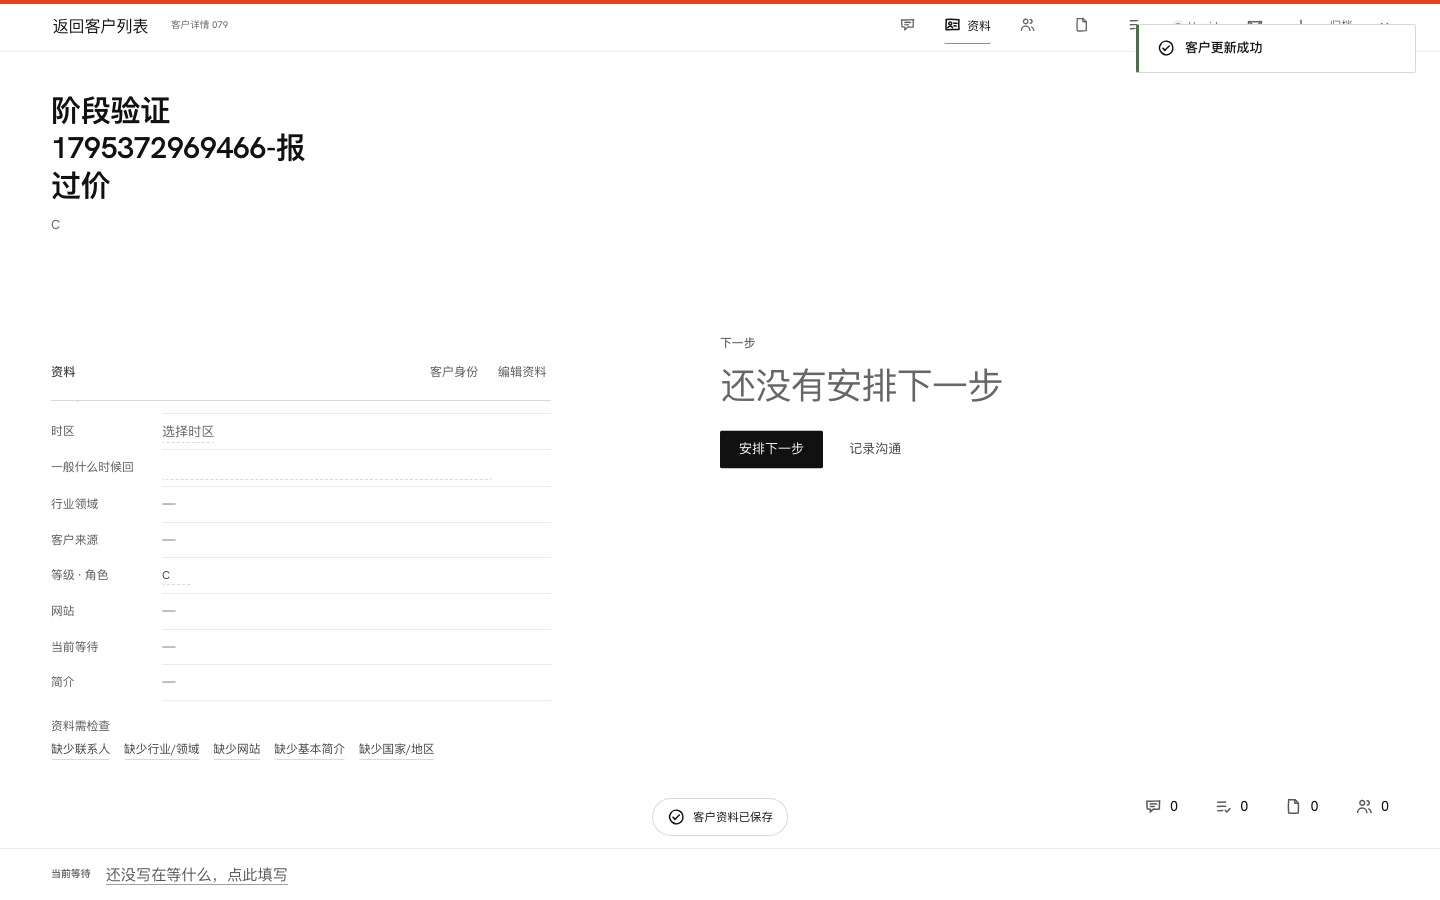 返回客户列表
客户详情 079
资料
客户更新成功
阶段验证
1795372969466-报
过价
C
下一步
还没有安排下一步
安排下一步
记录沟通
资料
客户身份
编辑资料
时区
选择时区
一般什么时候回
行业领域
—
客户来源
—
等级 · 角色
C
网站
—
当前等待
—
简介
—
资料需检查
缺少联系人 缺少行业/领域 缺少网站 缺少基本简介 缺少国家/地区
0 0 0 0
客户资料已保存
当前等待
还没写在等什么，点此填写